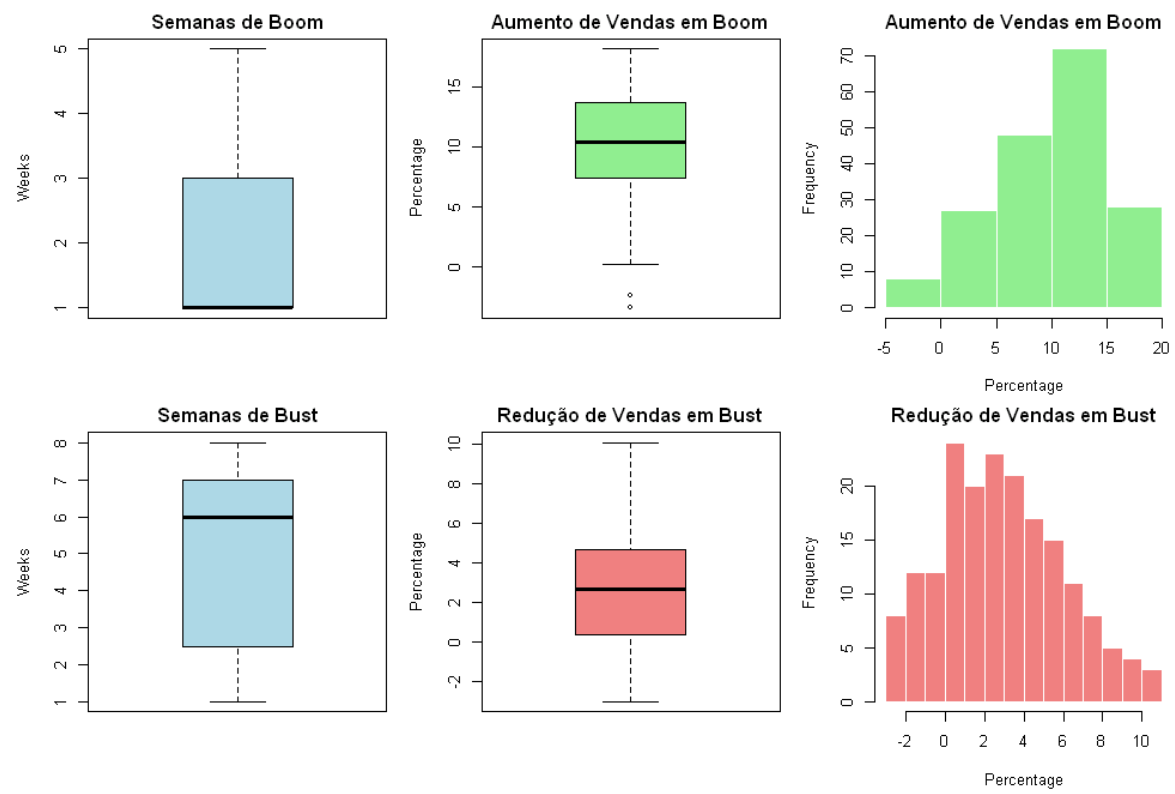 Semanas de Boom
Weeks
5
4
3
2
1
Aumento de Vendas em Boom
Percentage
15
10
5
0
Aumento de Vendas em Boom
Frequency
70
60
50
40
30
20
10
0
-5 0 5 10 15 20
Percentage
Semanas de Bust
Weeks
8
7
6
5
4
3
2
1
Redução de Vendas em Bust
Percentage
10
8
6
4
2
0
-2
Redução de Vendas em Bust
Frequency
20
15
10
5
0
-2 0 2 4 6 8 10
Percentage